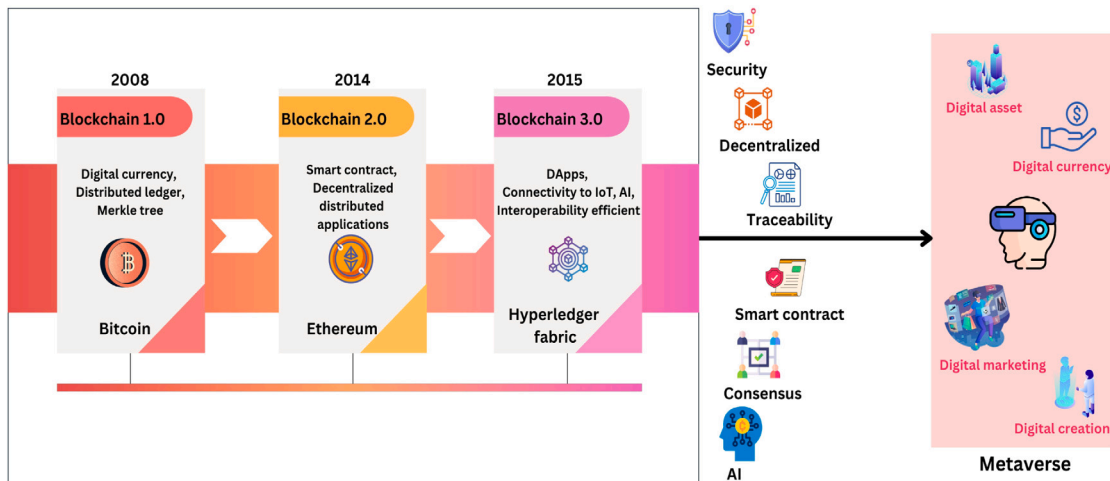 2008
Blockchain 1.0
Digital currency,
Distributed ledger,
Merkle tree
Bitcoin
2014
Blockchain 2.0
Smart contract,
Decentralized
distributed
applications
Ethereum
2015
Blockchain 3.0
DApps,
Connectivity to IoT, AI,
Interoperability efficient
Hyperledger
fabric
Security
Decentralized
Traceability
Smart contract
Consensus
AI
Digital asset
Digital currency
Digital marketing
Digital creation
Metaverse